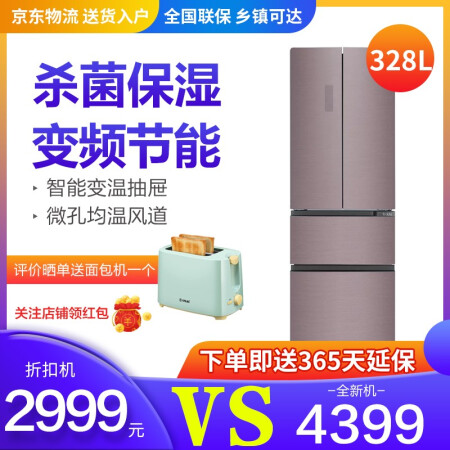 京东物流 送货入户
全国联保 乡镇可达
328L
杀菌保湿
变频节能
智能变温抽屉
微孔均温风道
评价晒单送面包机一个
关注店铺领红包
下单即送365天延保
折扣机
2999元
VS
全新机
4399